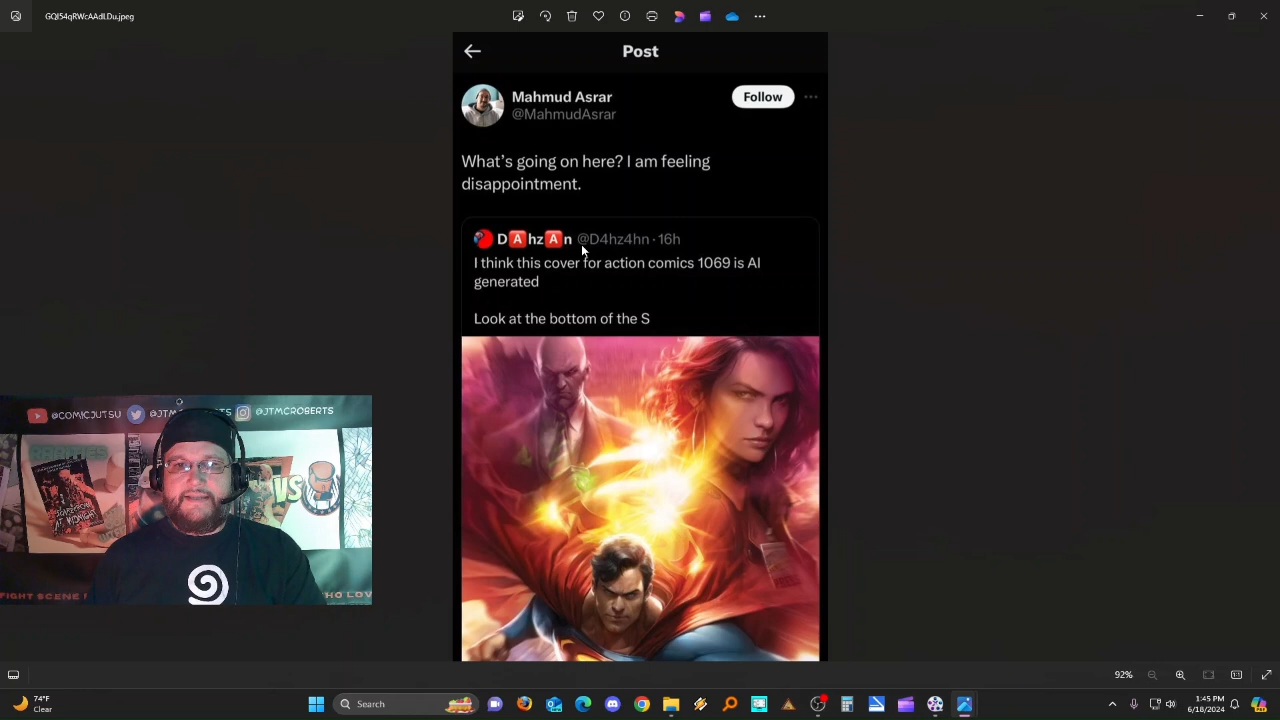 GQl54qRWcAAdLDu.jpeg
Post
Mahmud Asrar
@MahmudAsrar
Follow
What's going on here? I am feeling
disappointment.
D🅰️hz🅰️n @D4hz4hn · 16h
I think this cover for action comics 1069 is AI
generated
Look at the bottom of the S
@COMICJUTSU
@JTMCROBERTS
VS
92%
74°F
Clear
Search
1:45 PM
6/18/2024